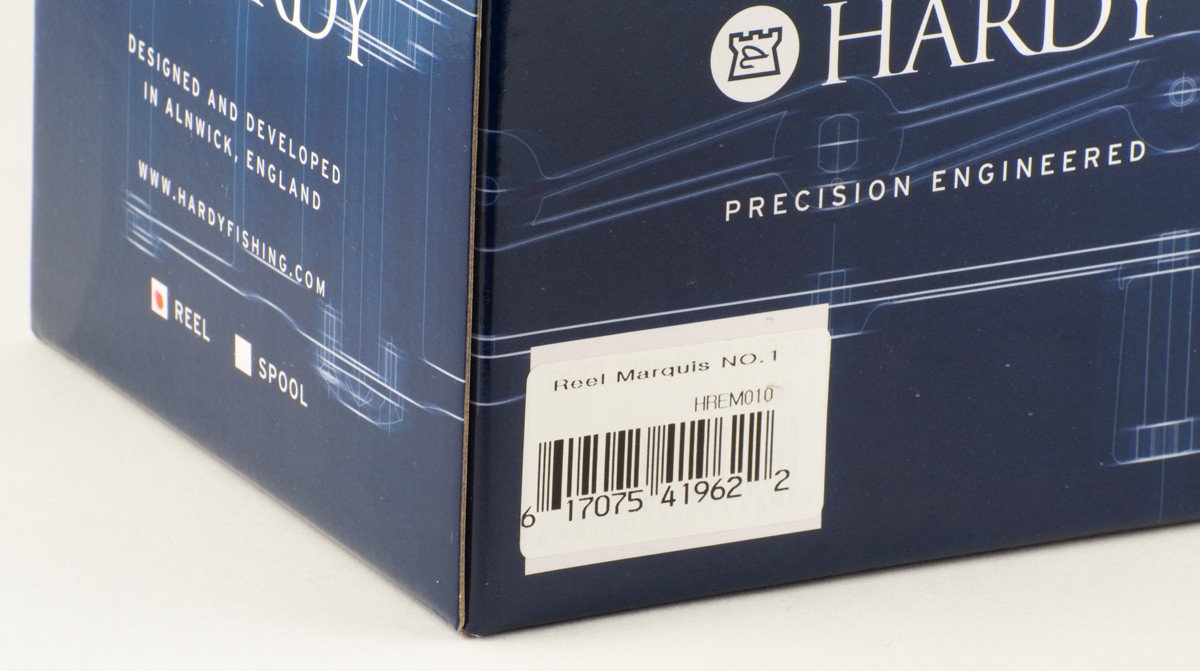 DESIGNED AND DEVELOPED
IN ALNWICK, ENGLAND
WWW.HARDYFISHING.COM
REEL
SPOOL
HARDY
PRECISION ENGINEERED
Reel Marquis NO.1
HREM010
6 17075 41962 2